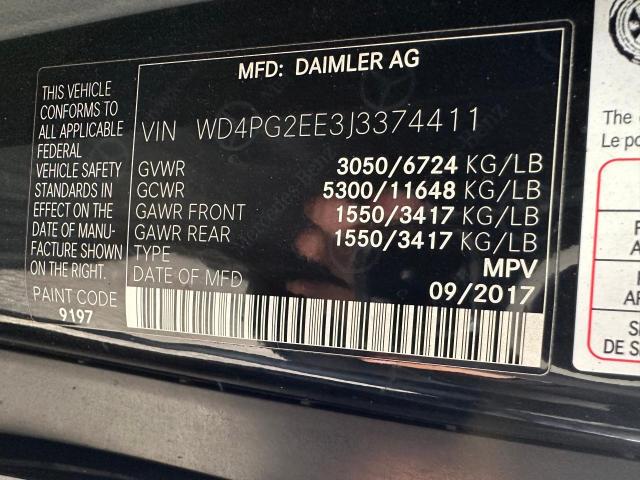 MFD: DAIMLER AG
THIS VEHICLE
CONFORMS TO
ALL APPLICABLE
FEDERAL
VEHICLE SAFETY
STANDARDS IN
EFFECT ON THE
DATE OF MANU-
FACTURE SHOWN
ON THE RIGHT.
PAINT CODE
9197
VIN WD4PG2EE3J3374411
GVWR 3050/6724 KG/LB
GCWR 5300/11648 KG/LB
GAWR FRONT 1550/3417 KG/LB
GAWR REAR 1550/3417 KG/LB
TYPE MPV
DATE OF MFD 09/2017
The
Le po
DE S